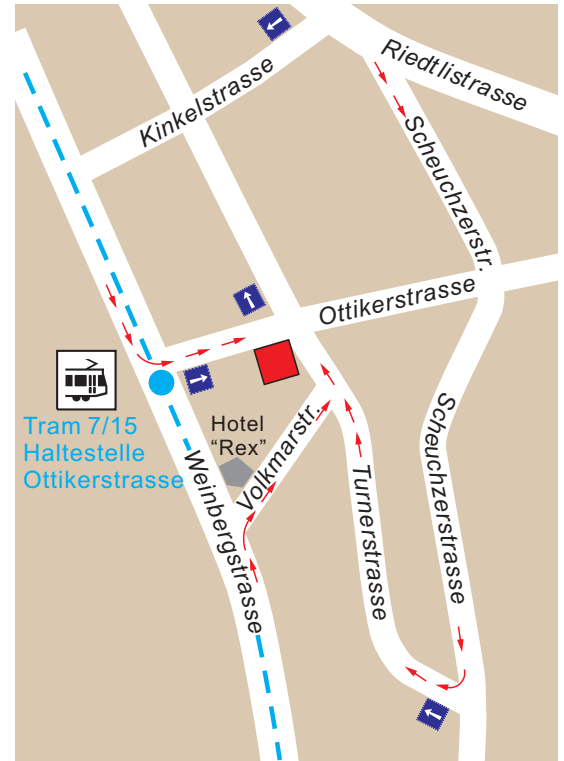 Kinkelstrasse
Riedtlistrasse
Scheuchzerstr.
Ottikerstrasse
Tram 7/15
Haltestelle
Ottikerstrasse
Hotel
"Rex"
Volkmarstr.
Weinbergstrasse
Turnerstrasse
Scheuchzerstrasse